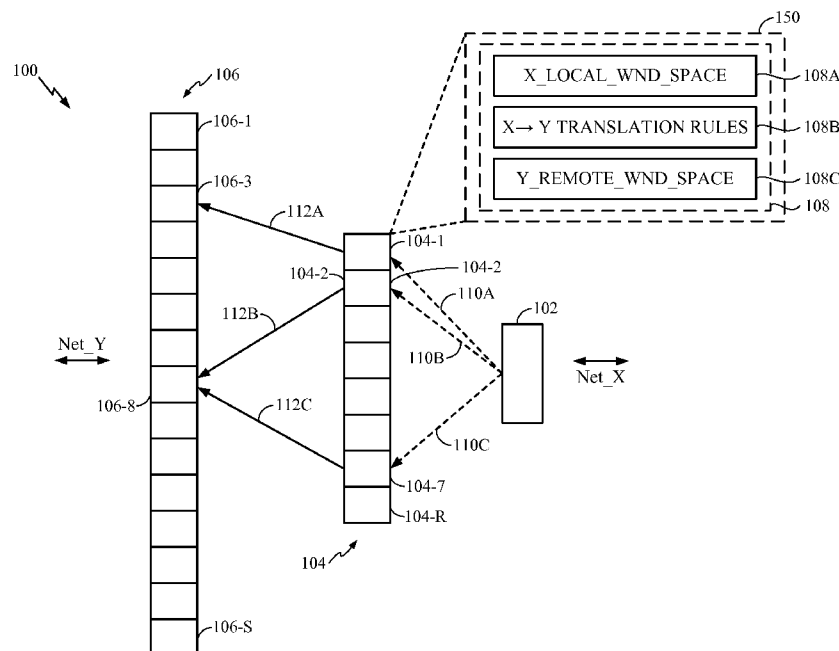 150
100
106
X_LOCAL_WND_SPACE
108A
106-1
X→ Y TRANSLATION RULES
108B
106-3
Y_REMOTE_WND_SPACE
108C
108
112A
104-1
104-2
104-2
110A
102
112B
110B
Net_Y
Net_X
106-8
112C
110C
104-7
104-R
104
106-S